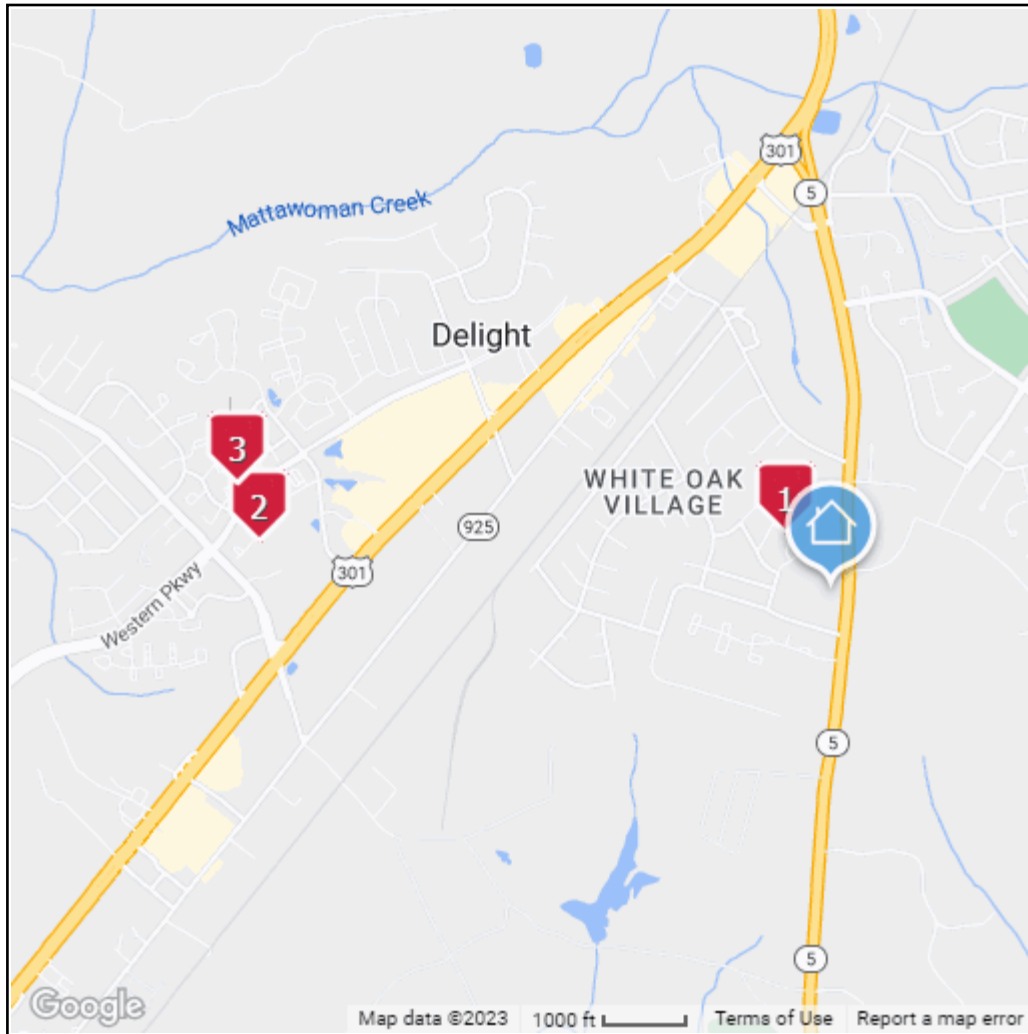 301
5
Mattawoman Creek
Delight
3
2
WHITE OAK
VILLAGE
1
925
301
Western Pkwy
5
5
Google
Map data ©2023
1000 ft
Terms of Use
Report a map error